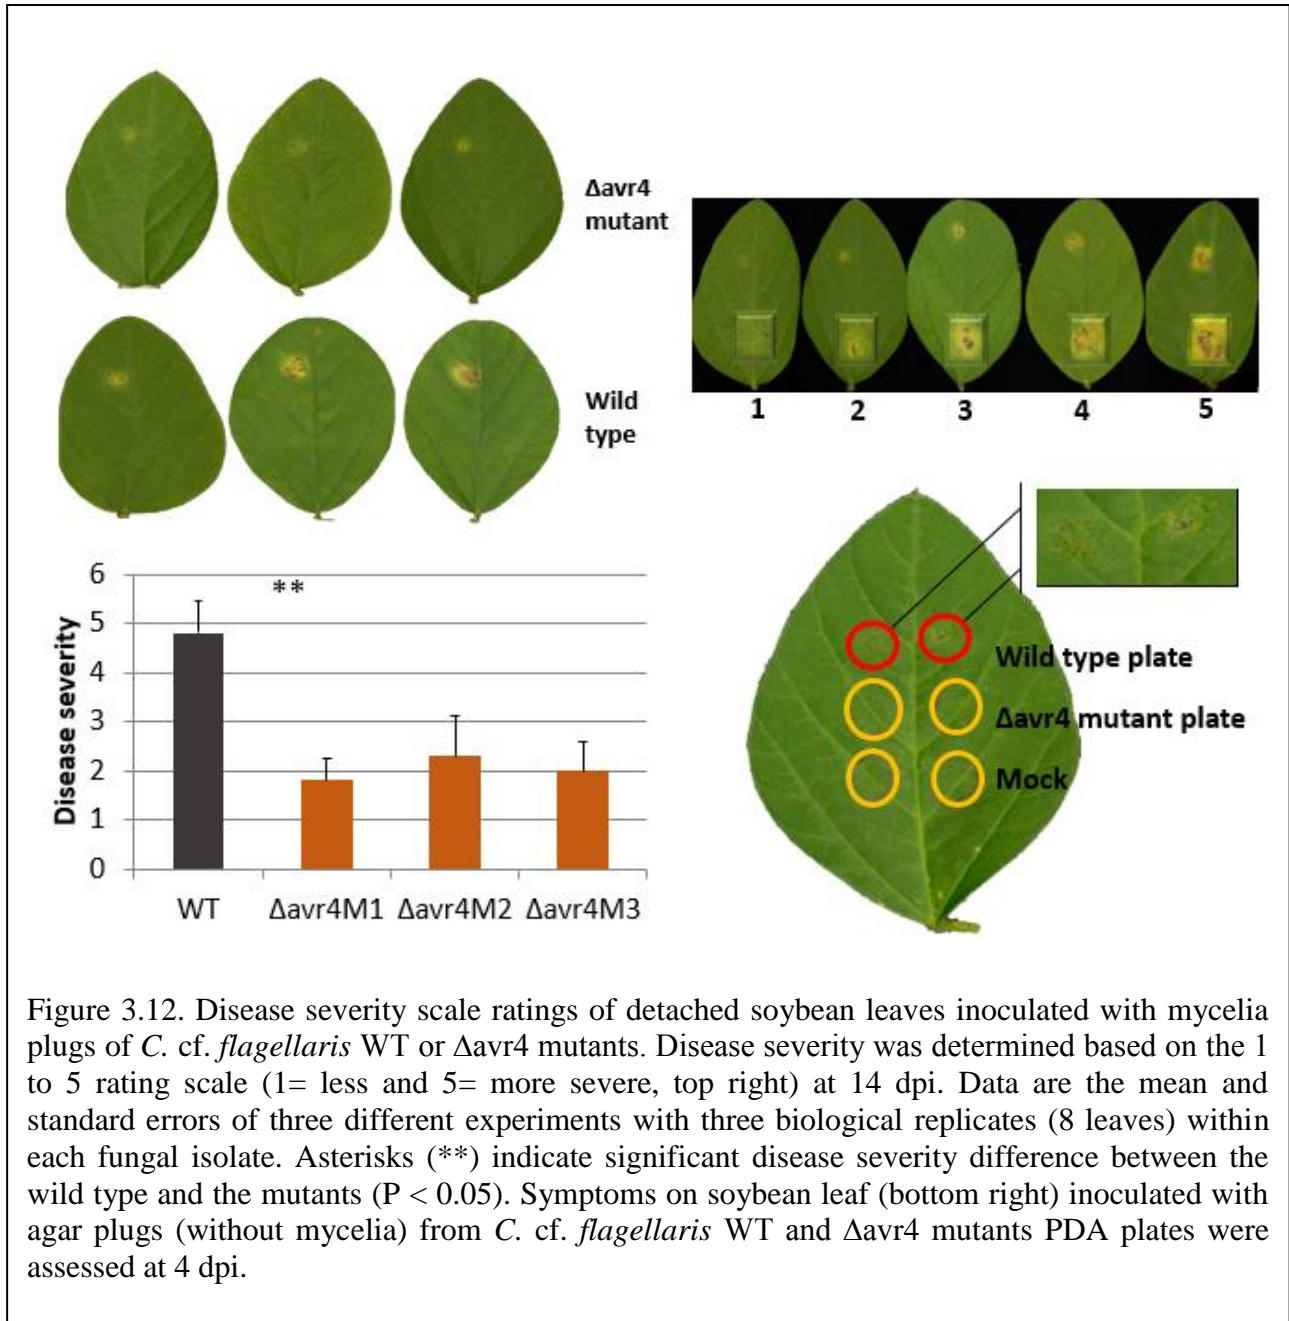 Δavr4
mutant
Wild
type
1 2 3 4 5
**
6
5
4
3
2
1
0
Disease severity
WT Δavr4M1 Δavr4M2 Δavr4M3
Wild type plate
Δavr4 mutant plate
Mock
Figure 3.12. Disease severity scale ratings of detached soybean leaves inoculated with mycelia
plugs of C. cf. flagellaris WT or Δavr4 mutants. Disease severity was determined based on the 1
to 5 rating scale (1= less and 5= more severe, top right) at 14 dpi. Data are the mean and
standard errors of three different experiments with three biological replicates (8 leaves) within
each fungal isolate. Asterisks (**) indicate significant disease severity difference between the
wild type and the mutants (P < 0.05). Symptoms on soybean leaf (bottom right) inoculated with
agar plugs (without mycelia) from C. cf. flagellaris WT and Δavr4 mutants PDA plates were
assessed at 4 dpi.